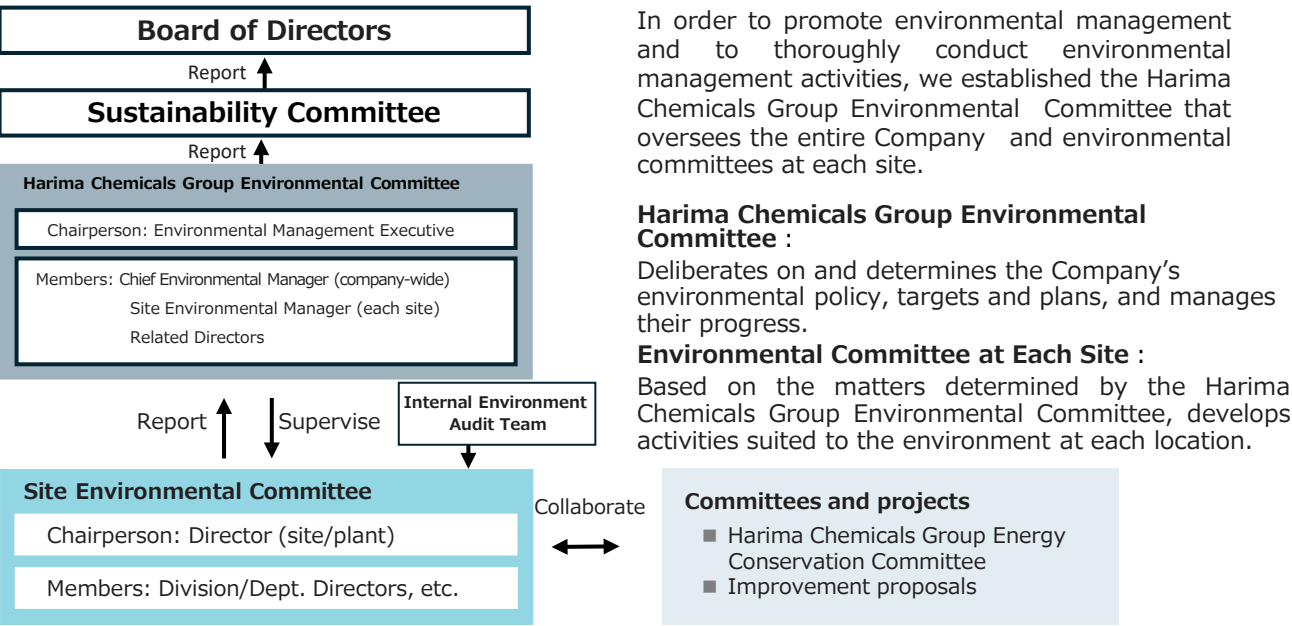 Board of Directors
Report
Sustainability Committee
Report
Harima Chemicals Group Environmental Committee
Chairperson: Environmental Management Executive
Members: Chief Environmental Manager (company-wide)
Site Environmental Manager (each site)
Related Directors
Report
Supervise
Internal Environment
Audit Team
Site Environmental Committee
Chairperson: Director (site/plant)
Members: Division/Dept. Directors, etc.
Collaborate
Committees and projects
■ Harima Chemicals Group Energy
Conservation Committee
■ Improvement proposals
In order to promote environmental management
and to thoroughly conduct environmental
management activities, we established the Harima
Chemicals Group Environmental Committee that
oversees the entire Company and environmental
committees at each site.
Harima Chemicals Group Environmental
Committee :
Deliberates on and determines the Company's
environmental policy, targets and plans, and manages
their progress.
Environmental Committee at Each Site :
Based on the matters determined by the Harima
Chemicals Group Environmental Committee, develops
activities suited to the environment at each location.